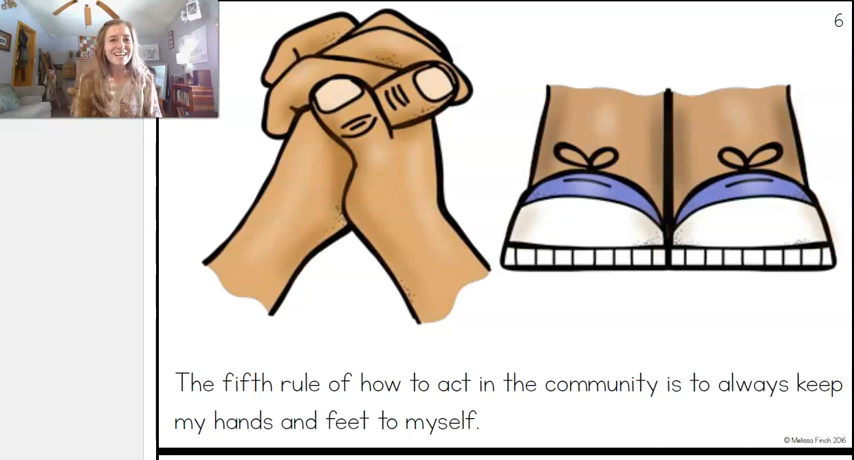 6
The fifth rule of how to act in the community is to always keep
my hands and feet to myself.
© Melissa Finch 2016